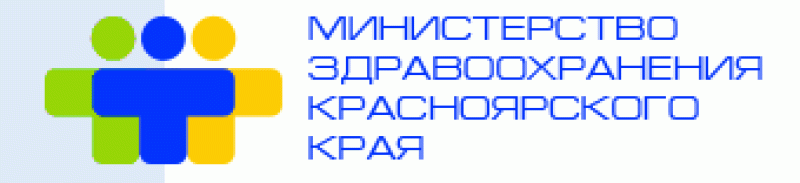 МИНИСТЕРСТВО
ЗДРАВООХРАНЕНИЯ
КРАСНОЯРСКОГО
КРАЯ